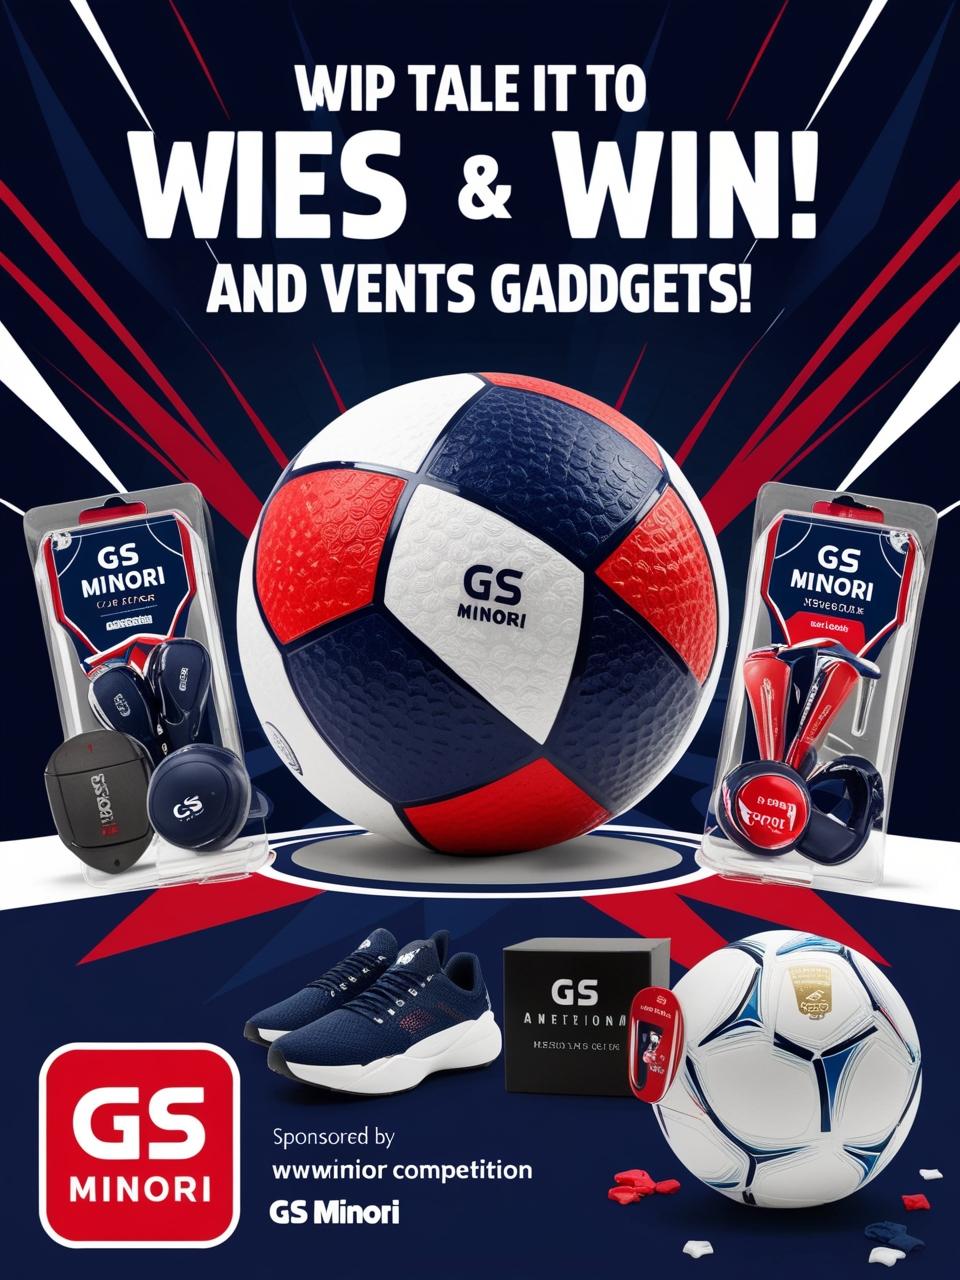 WIP TALE IT TO
WIES & WIN!
AND VENTS GADDGETS!
GS
MINORI
GS
MINORI
GS
MINORI
GS
GS
GS
MINORI
Sponsored by
wwwinior competition
GS Minori